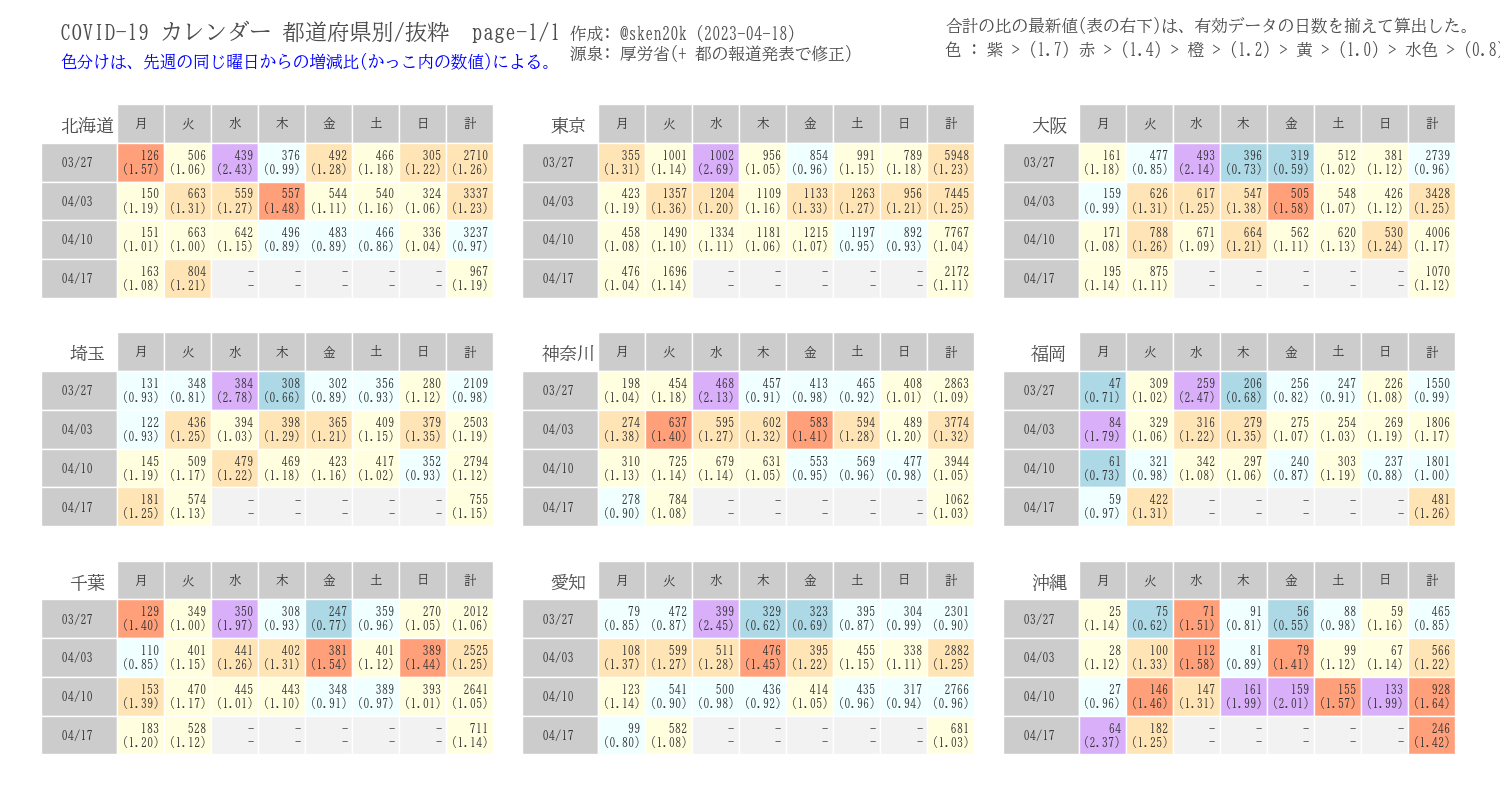 COVID-19 カレンダー 都道府県別/抜粋 page-1/1
色分けは、先週の同じ曜日からの増減比(かっこ内の数値)による。
作成: @sken20k (2023-04-18)
源泉: 厚労省(+ 都の報道発表で修正)
合計の比の最新値(表の右下)は、有効データの日数を揃えて算出した。
色 : 紫 > (1.7) 赤 > (1.4) > 橙 > (1.2) > 黄 > (1.0) > 水色 > (0.8)
北海道 月 火 水 木 金 土 日 計
03/27 126 506 439 376 492 466 305 2710
(1.57) (1.06) (2.43) (0.99) (1.28) (1.18) (1.22) (1.26)
04/03 150 663 559 557 544 540 324 3337
(1.19) (1.31) (1.27) (1.48) (1.11) (1.16) (1.06) (1.23)
04/10 151 663 642 496 483 466 336 3237
(1.01) (1.00) (1.15) (0.89) (0.89) (0.86) (1.04) (0.97)
04/17 163 804 - - - - - 967
(1.08) (1.21) - - - - - (1.19)
東京 月 火 水 木 金 土 日 計
03/27 355 1001 1002 956 854 991 789 5948
(1.31) (1.14) (2.69) (1.05) (0.96) (1.15) (1.18) (1.23)
04/03 423 1357 1204 1109 1133 1263 956 7445
(1.19) (1.36) (1.20) (1.16) (1.33) (1.27) (1.21) (1.25)
04/10 458 1490 1334 1181 1215 1197 892 7767
(1.08) (1.10) (1.11) (1.06) (1.07) (0.95) (0.93) (1.04)
04/17 476 1696 - - - - - 2172
(1.04) (1.14) - - - - - (1.11)
大阪 月 火 水 木 金 土 日 計
03/27 161 477 493 396 319 512 381 2739
(1.18) (0.85) (2.14) (0.73) (0.59) (1.02) (1.12) (0.96)
04/03 159 626 617 547 505 548 426 3428
(0.99) (1.31) (1.25) (1.38) (1.58) (1.07) (1.12) (1.25)
04/10 171 788 671 664 562 620 530 4006
(1.08) (1.26) (1.09) (1.21) (1.11) (1.13) (1.24) (1.17)
04/17 195 875 - - - - - 1070
(1.14) (1.11) - - - - - (1.12)
埼玉 月 火 水 木 金 土 日 計
03/27 131 348 384 308 302 356 280 2109
(0.93) (0.81) (2.78) (0.66) (0.89) (0.93) (1.12) (0.98)
04/03 122 436 394 398 365 409 379 2503
(0.93) (1.25) (1.03) (1.29) (1.21) (1.15) (1.35) (1.19)
04/10 145 509 479 469 423 417 352 2794
(1.19) (1.17) (1.22) (1.18) (1.16) (1.02) (0.93) (1.12)
04/17 181 574 - - - - - 755
(1.25) (1.13) - - - - - (1.15)
神奈川 月 火 水 木 金 土 日 計
03/27 198 454 468 457 413 465 408 2863
(1.04) (1.18) (2.13) (0.91) (0.98) (0.92) (1.01) (1.09)
04/03 274 637 595 602 583 594 489 3774
(1.38) (1.40) (1.27) (1.32) (1.41) (1.28) (1.20) (1.32)
04/10 310 725 679 631 553 569 477 3944
(1.13) (1.14) (1.14) (1.05) (0.95) (0.96) (0.98) (1.05)
04/17 278 784 - - - - - 1062
(0.90) (1.08) - - - - - (1.03)
福岡 月 火 水 木 金 土 日 計
03/27 47 309 259 206 256 247 226 1550
(0.71) (1.02) (2.47) (0.68) (0.82) (0.91) (1.08) (0.99)
04/03 84 329 316 279 275 254 269 1806
(1.79) (1.06) (1.22) (1.35) (1.07) (1.03) (1.19) (1.17)
04/10 61 321 342 297 240 303 237 1801
(0.73) (0.98) (1.08) (1.06) (0.87) (1.19) (0.88) (1.00)
04/17 59 422 - - - - - 481
(0.97) (1.31) - - - - - (1.26)
千葉 月 火 水 木 金 土 日 計
03/27 129 349 350 308 247 359 270 2012
(1.40) (1.00) (1.97) (0.93) (0.77) (0.96) (1.05) (1.06)
04/03 110 401 441 402 381 401 389 2525
(0.85) (1.15) (1.26) (1.31) (1.54) (1.12) (1.44) (1.25)
04/10 153 470 445 443 348 389 393 2641
(1.39) (1.17) (1.01) (1.10) (0.91) (0.97) (1.01) (1.05)
04/17 183 528 - - - - - 711
(1.20) (1.12) - - - - - (1.14)
愛知 月 火 水 木 金 土 日 計
03/27 79 472 399 329 323 395 304 2301
(0.85) (0.87) (2.45) (0.62) (0.69) (0.87) (0.99) (0.90)
04/03 108 599 511 476 395 455 338 2882
(1.37) (1.27) (1.28) (1.45) (1.22) (1.15) (1.11) (1.25)
04/10 123 541 500 436 414 435 317 2766
(1.14) (0.90) (0.98) (0.92) (1.05) (0.96) (0.94) (0.96)
04/17 99 582 - - - - - 681
(0.80) (1.08) - - - - - (1.03)
沖縄 月 火 水 木 金 土 日 計
03/27 25 75 71 91 56 88 59 465
(1.14) (0.62) (1.51) (0.81) (0.55) (0.98) (1.16) (0.85)
04/03 28 100 112 81 79 99 67 566
(1.12) (1.33) (1.58) (0.89) (1.41) (1.12) (1.14) (1.22)
04/10 27 146 147 161 159 155 133 928
(0.96) (1.46) (1.31) (1.99) (2.01) (1.57) (1.99) (1.64)
04/17 64 182 - - - - - 246
(2.37) (1.25) - - - - - (1.42)